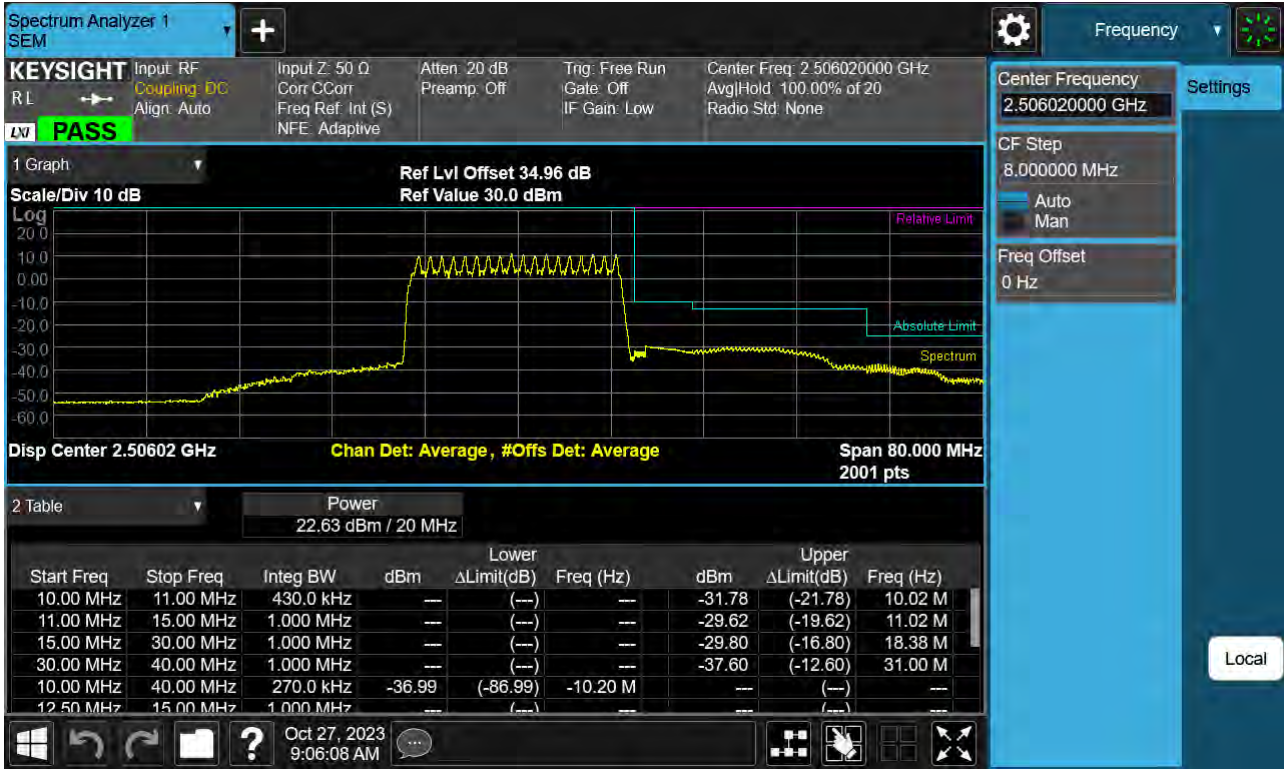 Spectrum Analyzer 1
SEM
Frequency
KEYSIGHT
Input: RF
Input Z: 50 Ω
Atten: 20 dB
Trig: Free Run
Center Freq: 2.506020000 GHz
RL
Coupling: DC
Corr CCorr
Preamp: Off
Gate: Off
Avg|Hold: 100.00% of 20
Align: Auto
Freq Ref: Int (S)
IF Gain: Low
Radio Std: None
LXI
PASS
NFE: Adaptive
1 Graph
Ref Lvl Offset 34.96 dB
Scale/Div 10 dB
Ref Value 30.0 dBm
Log
Relative Limit
20.0
10.0
0.00
-10.0
-20.0
Absolute Limit
-30.0
Spectrum
-40.0
-50.0
-60.0
Disp Center 2.50602 GHz
Chan Det: Average , #Offs Det: Average
Span 80.000 MHz
2001 pts
2 Table
Power
22.63 dBm / 20 MHz
Lower Upper
Start Freq Stop Freq Integ BW dBm ΔLimit(dB) Freq (Hz) dBm ΔLimit(dB) Freq (Hz)
10.00 MHz 11.00 MHz 430.0 kHz --- (---) --- -31.78 (-21.78) 10.02 M
11.00 MHz 15.00 MHz 1.000 MHz --- (---) --- -29.62 (-19.62) 11.02 M
15.00 MHz 30.00 MHz 1.000 MHz --- (---) --- -29.80 (-16.80) 18.38 M
30.00 MHz 40.00 MHz 1.000 MHz --- (---) --- -37.60 (-12.60) 31.00 M
10.00 MHz 40.00 MHz 270.0 kHz -36.99 (-86.99) -10.20 M --- (---) ---
12.50 MHz 15.00 MHz 1.000 MHz --- (---) --- --- (---) ---
Oct 27, 2023
9:06:08 AM
Center Frequency
2.506020000 GHz
Settings
CF Step
8.000000 MHz
Auto
Man
Freq Offset
0 Hz
Local